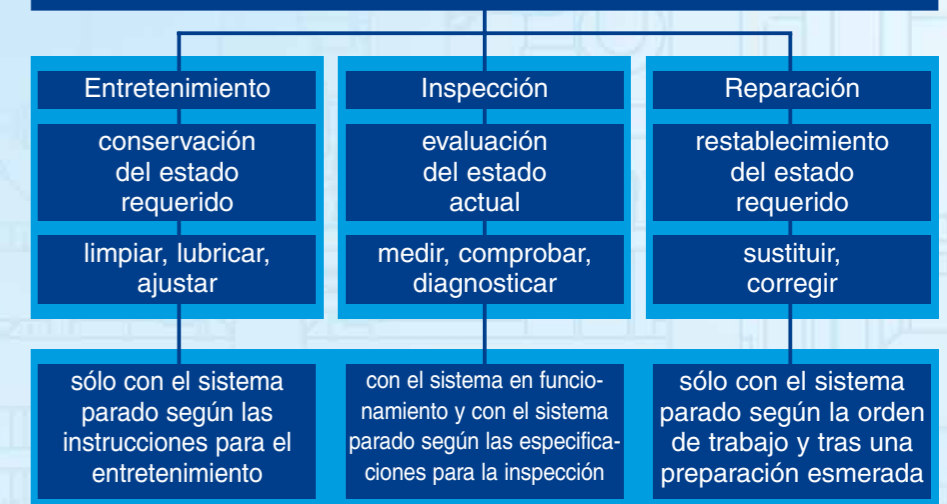 Entretenimiento
conservación
del estado
requerido
limpiar, lubricar,
ajustar
sólo con el sistema
parado según las
instrucciones para el
entretenimiento
Inspección
evaluación
del estado
actual
medir, comprobar,
diagnosticar
con el sistema en funcio-
namiento y con el sistema
parado según las especifica-
ciones para la inspección
Reparación
restablecimiento
del estado
requerido
sustituir,
corregir
sólo con el sistema
parado según la orden
de trabajo y tras una
preparación esmerada